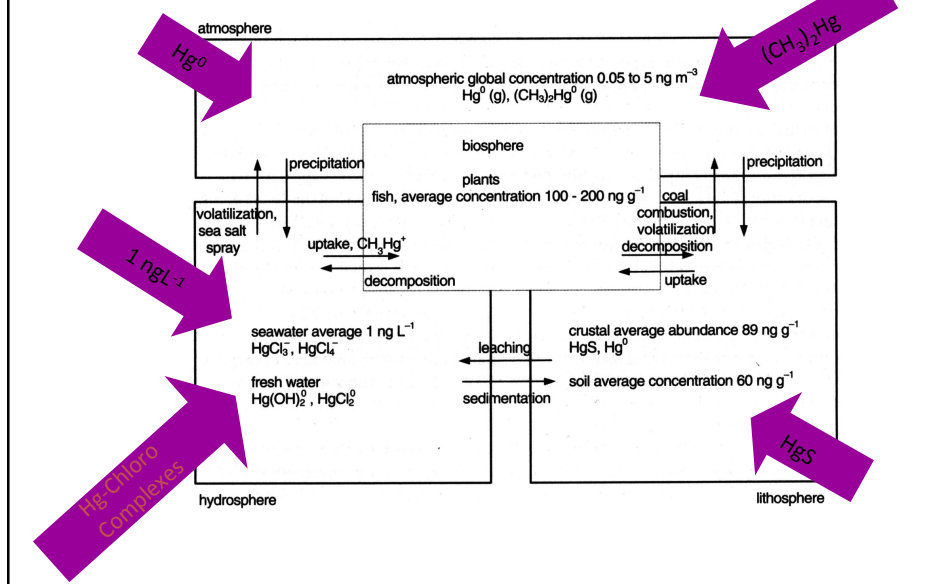 atmosphere
Hg⁰
(CH₃)₂Hg
atmospheric global concentration 0.05 to 5 ng m⁻³
Hg⁰ (g), (CH₃)₂Hg⁰ (g)
biosphere
precipitation
precipitation
plants
fish, average concentration 100 - 200 ng g⁻¹
coal
combustion,
volatilization
decomposition
uptake
volatilization,
sea salt
spray
uptake, CH₃Hg⁺
decomposition
1 ngL⁻¹
seawater average 1 ng L⁻¹
HgCl₃⁻, HgCl₄⁻
fresh water
Hg(OH)₂⁰, HgCl₂⁰
leaching
sedimentation
crustal average abundance 89 ng g⁻¹
HgS, Hg⁰
soil average concentration 60 ng g⁻¹
Hg-Chloro
Complexes
HgS
hydrosphere
lithosphere